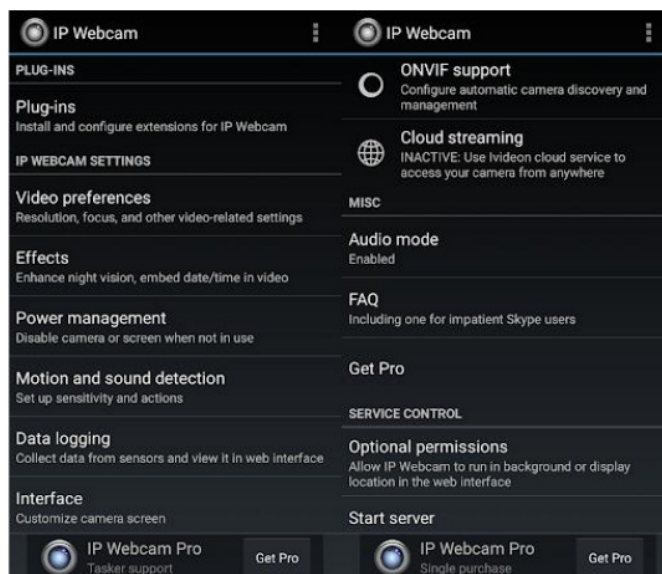 IP Webcam
PLUG-INS
Plug-ins
Install and configure extensions for IP Webcam
IP WEBCAM SETTINGS
Video preferences
Resolution, focus, and other video-related settings
Effects
Enhance night vision, embed date/time in video
Power management
Disable camera or screen when not in use
Motion and sound detection
Set up sensitivity and actions
Data logging
Collect data from sensors and view it in web interface
Interface
Customize camera screen
IP Webcam Pro
Tasker support
Get Pro
IP Webcam
ONVIF support
Configure automatic camera discovery and
management
Cloud streaming
INACTIVE: Use Ivideon cloud service to
access your camera from anywhere
MISC
Audio mode
Enabled
FAQ
Including one for impatient Skype users
Get Pro
SERVICE CONTROL
Optional permissions
Allow IP Webcam to run in background or display
location in the web interface
Start server
IP Webcam Pro
Single purchase
Get Pro